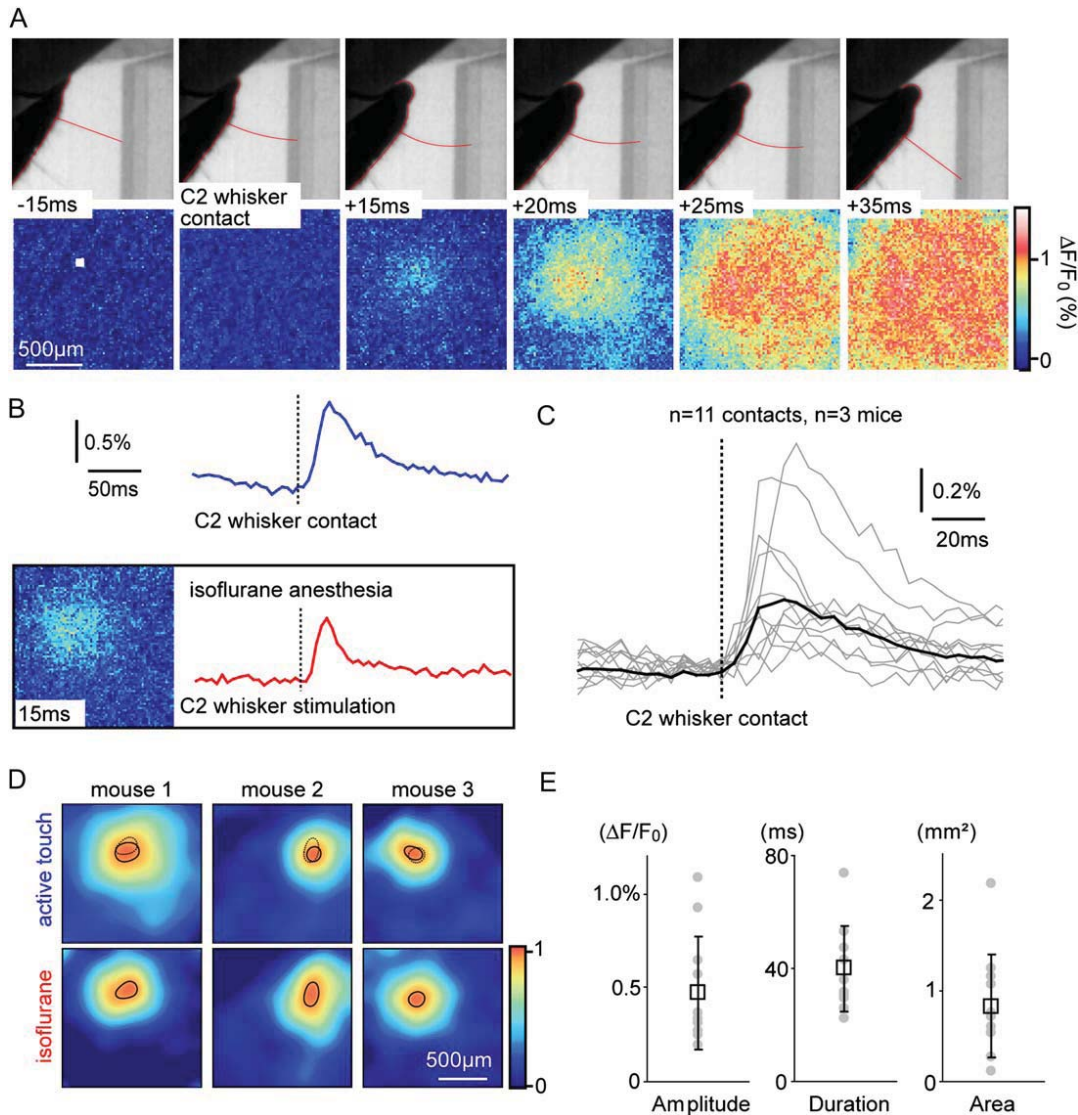 A
-15ms
C2 whisker
contact
+15ms
+20ms
+25ms
+35ms
500μm
1
0
ΔF/F₀ (%)
B
0.5%
50ms
C2 whisker contact
isoflurane anesthesia
15ms
C2 whisker stimulation
C
n=11 contacts, n=3 mice
0.2%
20ms
C2 whisker contact
D
mouse 1
mouse 2
mouse 3
active touch
isoflurane
500μm
1
0
E
(ΔF/F₀)
1.0%
0.5
0
Amplitude
(ms)
80
40
0
Duration
(mm²)
2
1
0
Area